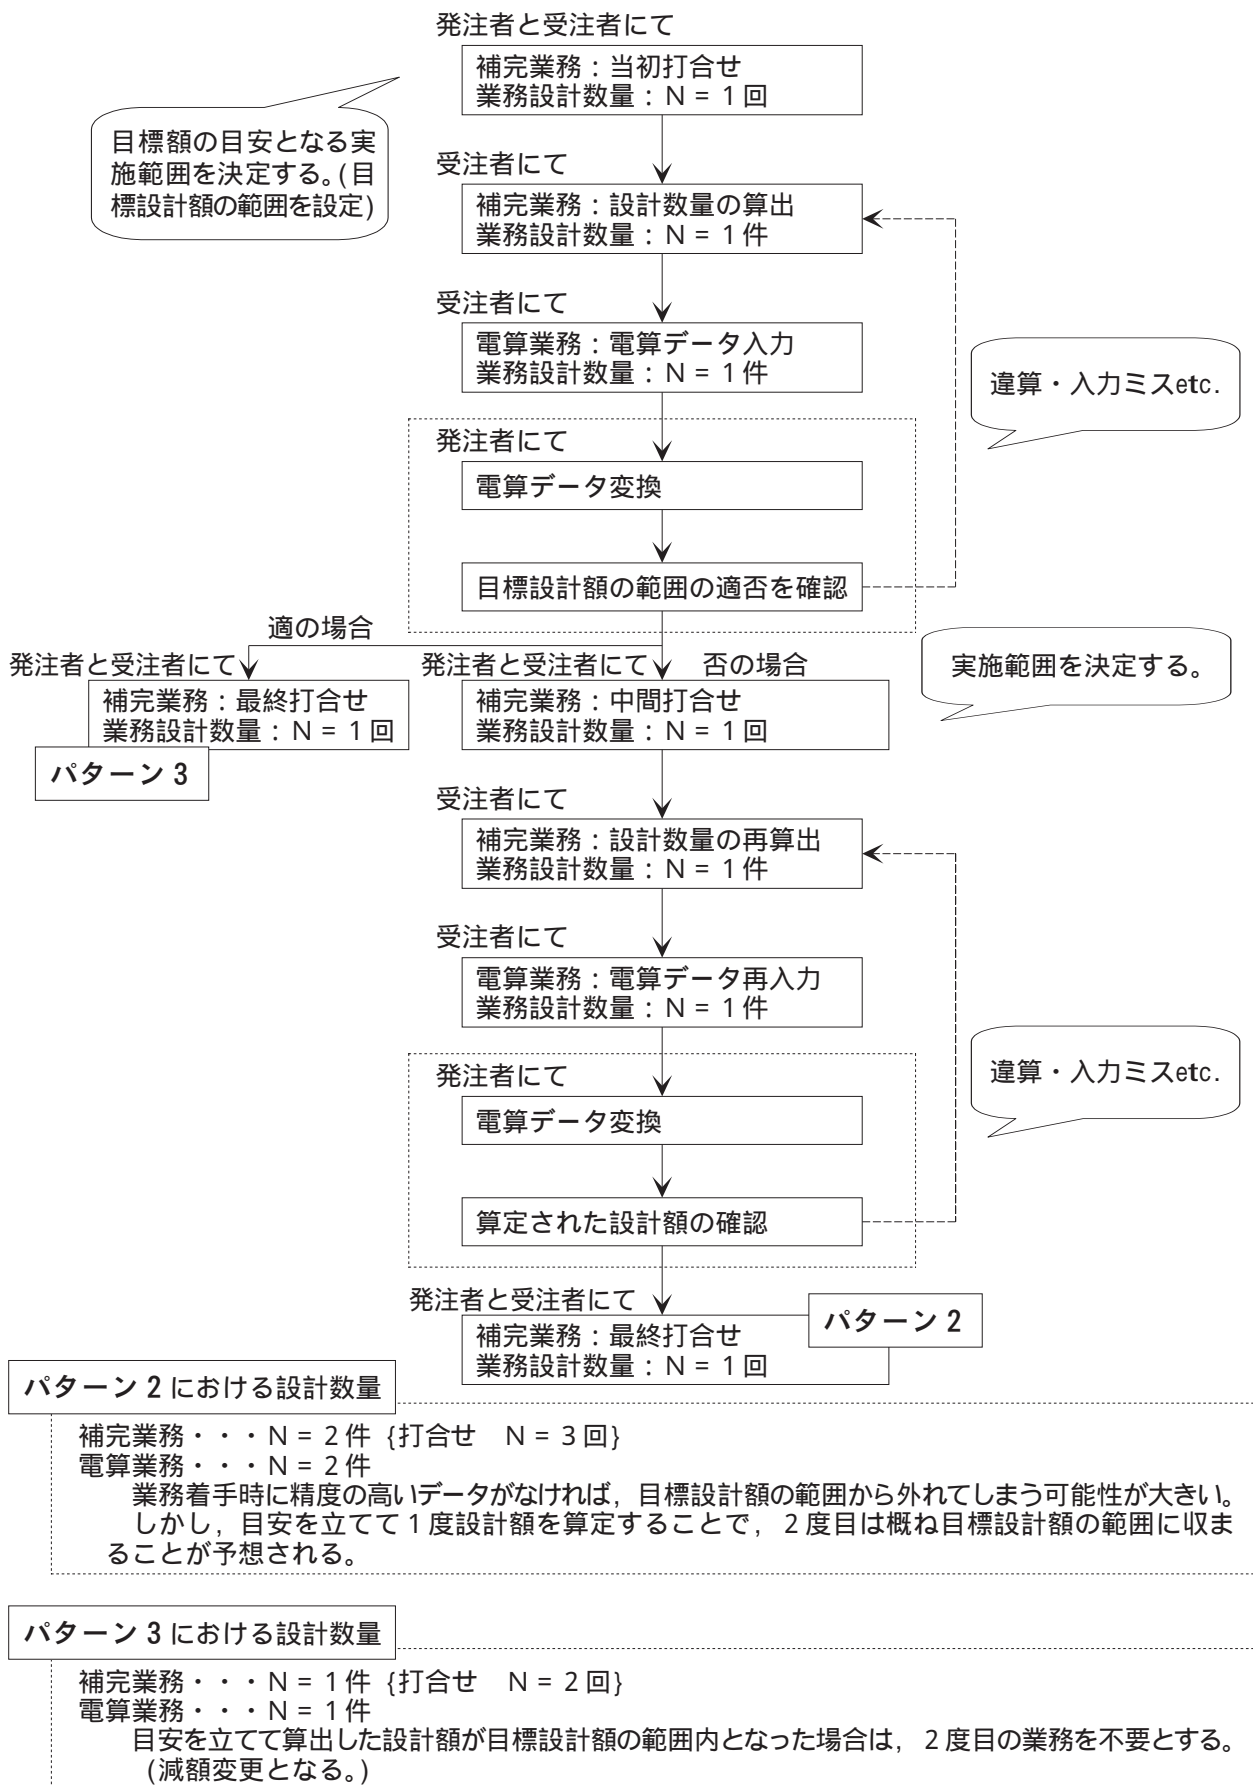 発注者と受注者にて
補完業務：当初打合せ
業務設計数量：N = 1 回
目標額の目安となる実
施範囲を決定する。(目
標設計額の範囲を設定)
受注者にて
補完業務：設計数量の算出
業務設計数量：N = 1 件
受注者にて
電算業務：電算データ入力
業務設計数量：N = 1 件
違算・入力ミスetc.
発注者にて
電算データ変換
目標設計額の範囲の適否を確認
適の場合
発注者と受注者にて
発注者と受注者にて
否の場合
実施範囲を決定する。
補完業務：最終打合せ
業務設計数量：N = 1 回
パターン 3
補完業務：中間打合せ
業務設計数量：N = 1 回
受注者にて
補完業務：設計数量の再算出
業務設計数量：N = 1 件
受注者にて
電算業務：電算データ再入力
業務設計数量：N = 1 件
違算・入力ミスetc.
発注者にて
電算データ変換
算定された設計額の確認
発注者と受注者にて
パターン 2
補完業務：最終打合せ
業務設計数量：N = 1 回
パターン 2 における設計数量
補完業務・・・N = 2 件 {打合せ　N = 3 回}
電算業務・・・N = 2 件
業務着手時に精度の高いデータがなければ，目標設計額の範囲から外れてしまう可能性が大きい。
しかし，目安を立てて 1 度設計額を算定することで， 2 度目は概ね目標設計額の範囲に収ま
ることが予想される。
パターン 3 における設計数量
補完業務・・・N = 1 件 {打合せ　N = 2 回}
電算業務・・・N = 1 件
目安を立てて算出した設計額が目標設計額の範囲内となった場合は， 2 度目の業務を不要とする。
(減額変更となる。)